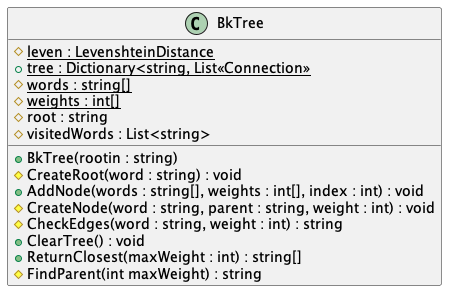 C BkTree
leven : LevenshteinDistance
tree : Dictionary<string, List«Connection»
words : string[]
weights : int[]
root : string
visitedWords : List<string>
BkTree(rootin : string)
CreateRoot(word : string) : void
AddNode(words : string[], weights : int[], index : int) : void
CreateNode(word : string, parent : string, weight : int) : void
CheckEdges(word : string, weight : int) : string
ClearTree() : void
ReturnClosest(maxWeight : int) : string[]
FindParent(int maxWeight) : string